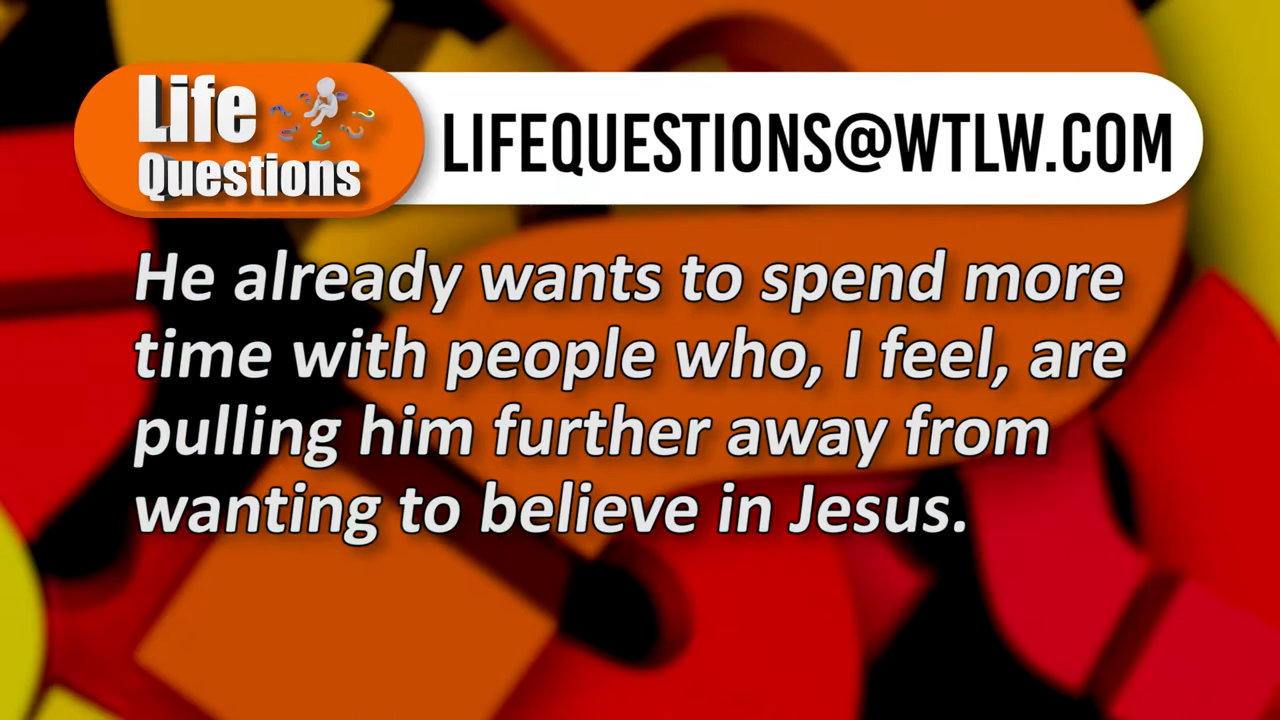 Life
Questions
LIFEQUESTIONS@WTLW.COM
He already wants to spend more
time with people who, I feel, are
pulling him further away from
wanting to believe in Jesus.